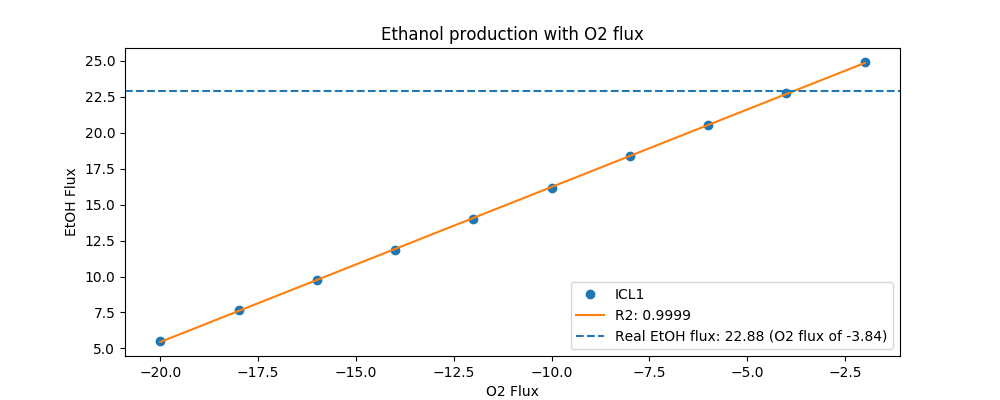 Ethanol production with O2 flux
25.0
22.5
20.0
17.5
15.0
12.5
10.0
7.5
5.0
EtOH Flux
ICL1
R2: 0.9999
Real EtOH flux: 22.88 (O2 flux of -3.84)
−20.0 −17.5 −15.0 −12.5 −10.0 −7.5 −5.0 −2.5
O2 Flux